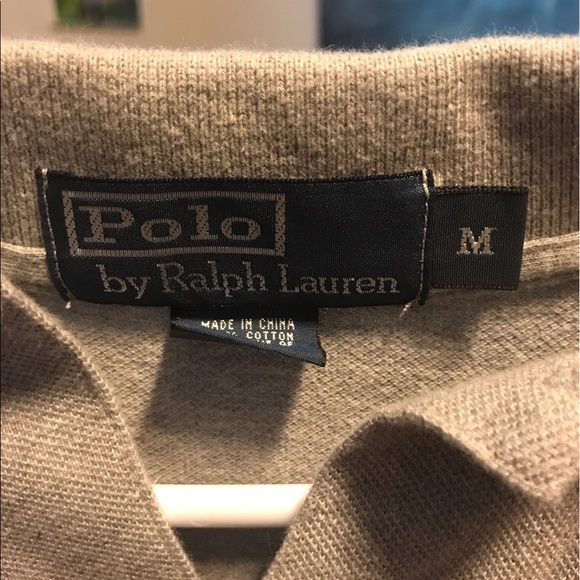 Polo
by Ralph Lauren
M
MADE IN CHINA
COTTON